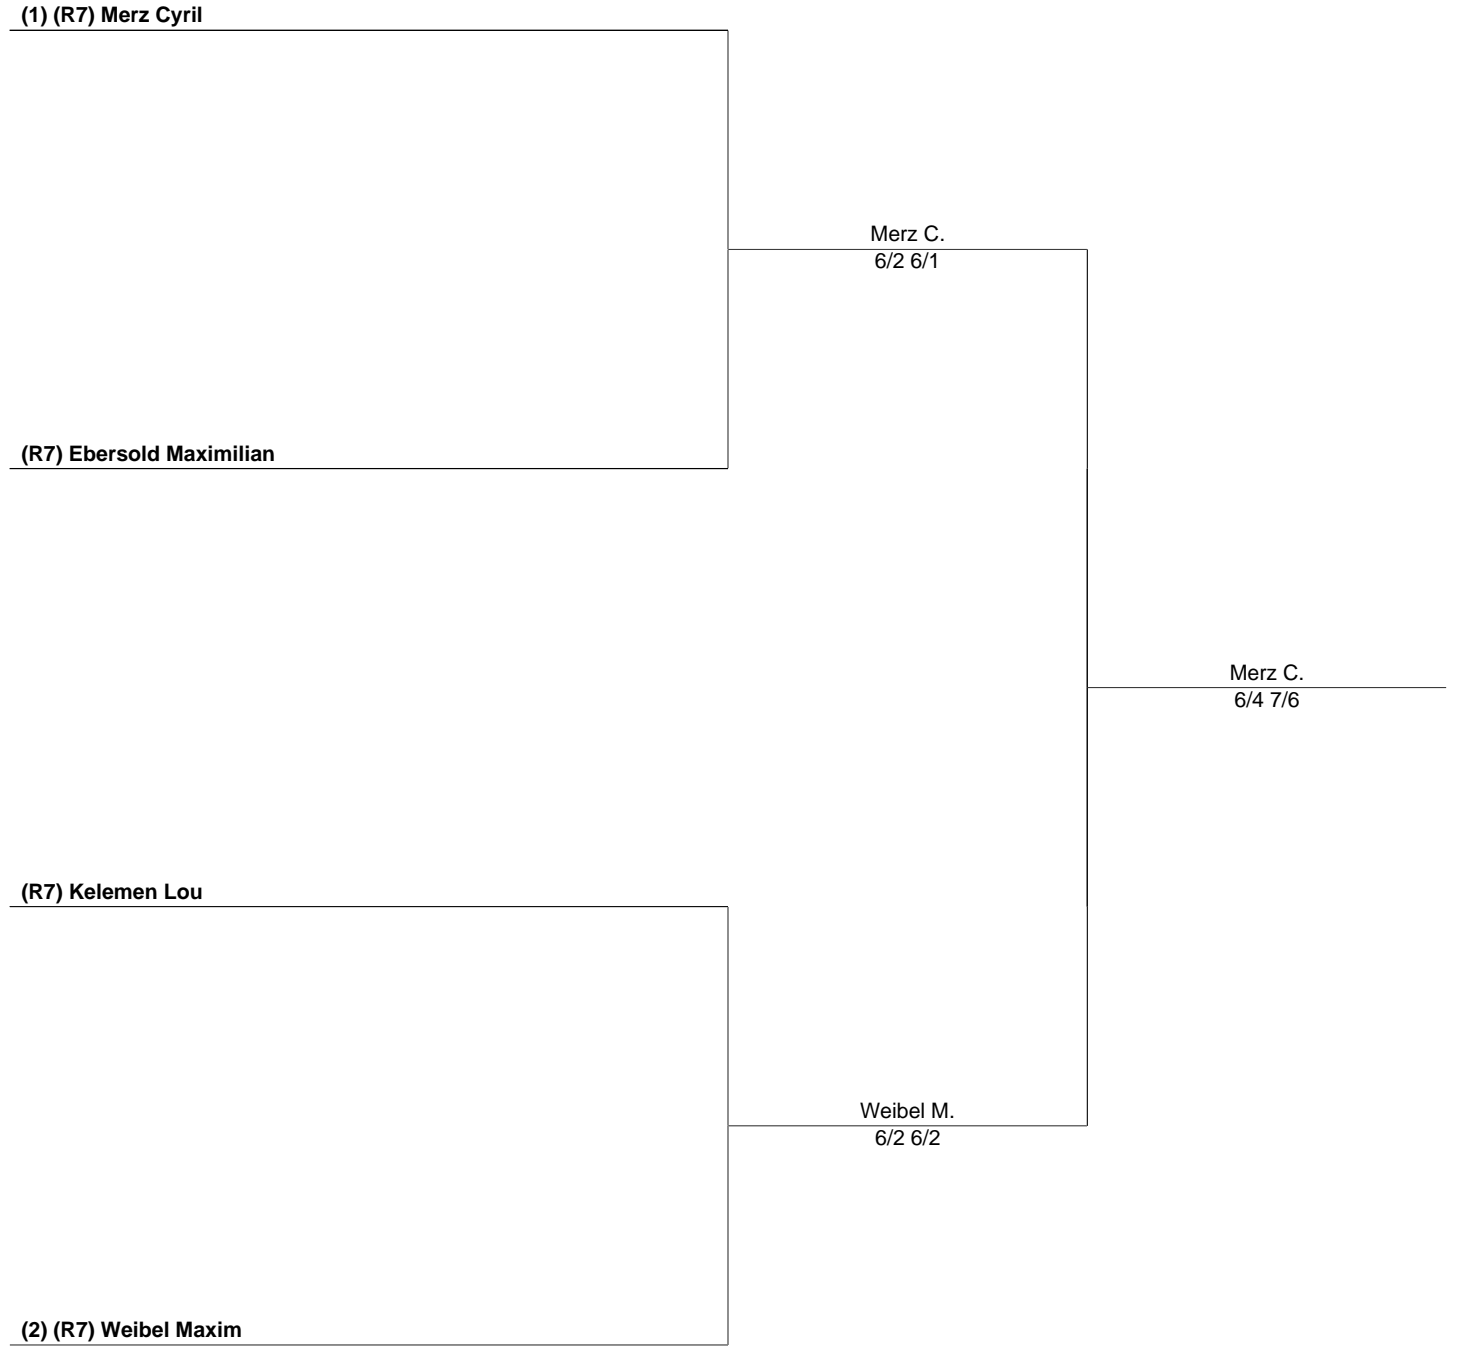 (1) (R7) Merz Cyril
Merz C.
6/2 6/1
(R7) Ebersold Maximilian
Merz C.
6/4 7/6
(R7) Kelemen Lou
Weibel M.
6/2 6/2
(2) (R7) Weibel Maxim